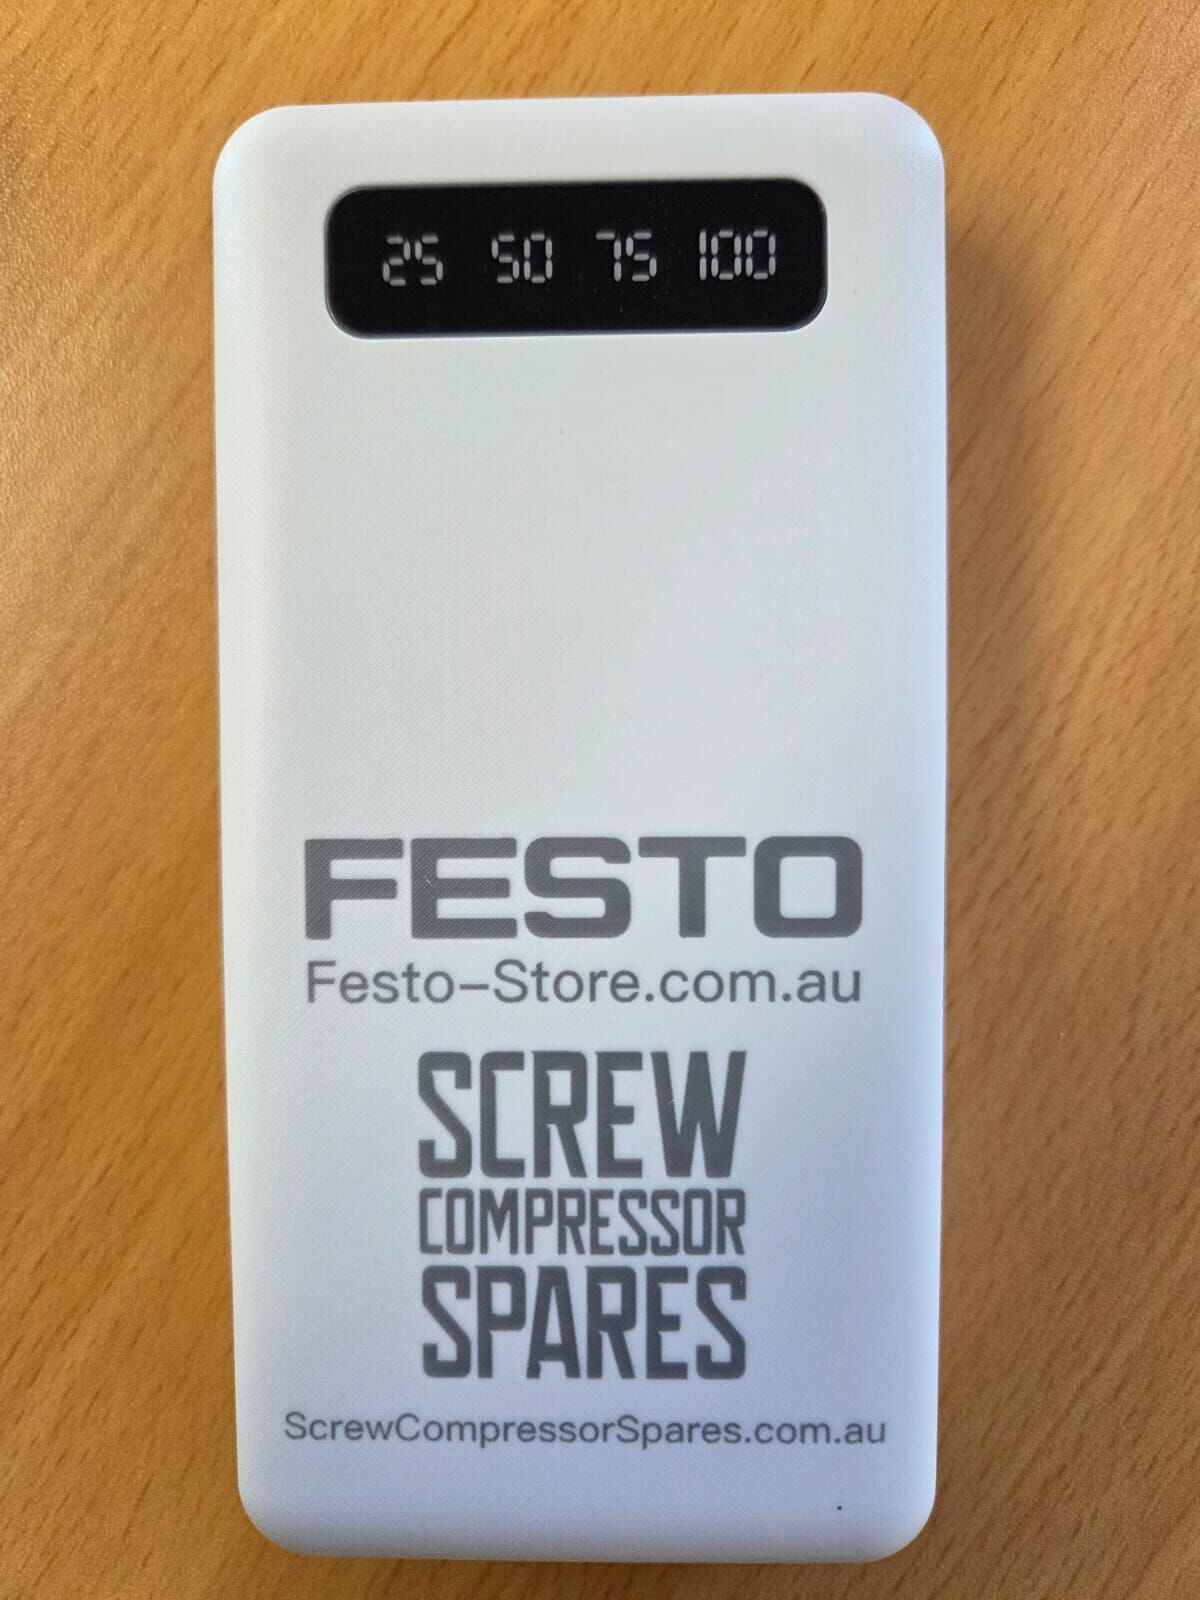 25 50 75 100
FESTO
Festo-Store.com.au
SCREW
COMPRESSOR
SPARES
ScrewCompressorSpares.com.au